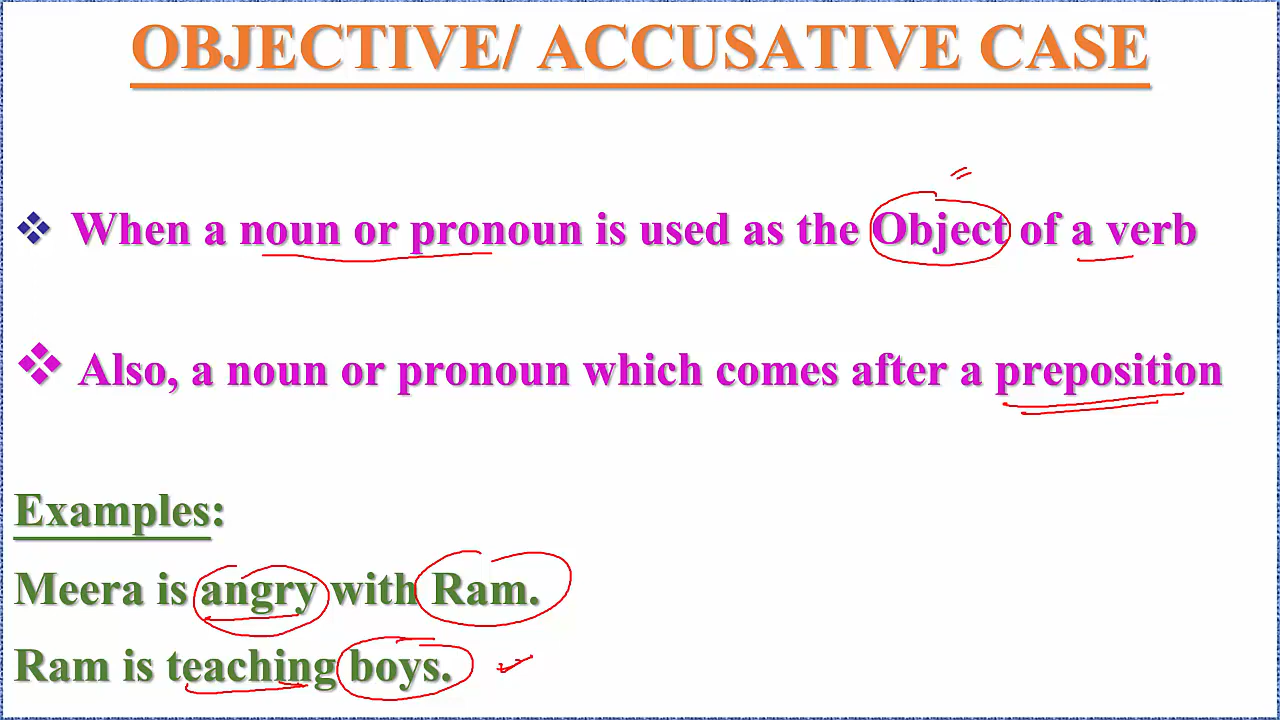 OBJECTIVE/ ACCUSATIVE CASE
When a noun or pronoun is used as the Object of a verb
Also, a noun or pronoun which comes after a preposition
Examples:
Meera is angry with Ram.
Ram is teaching boys.